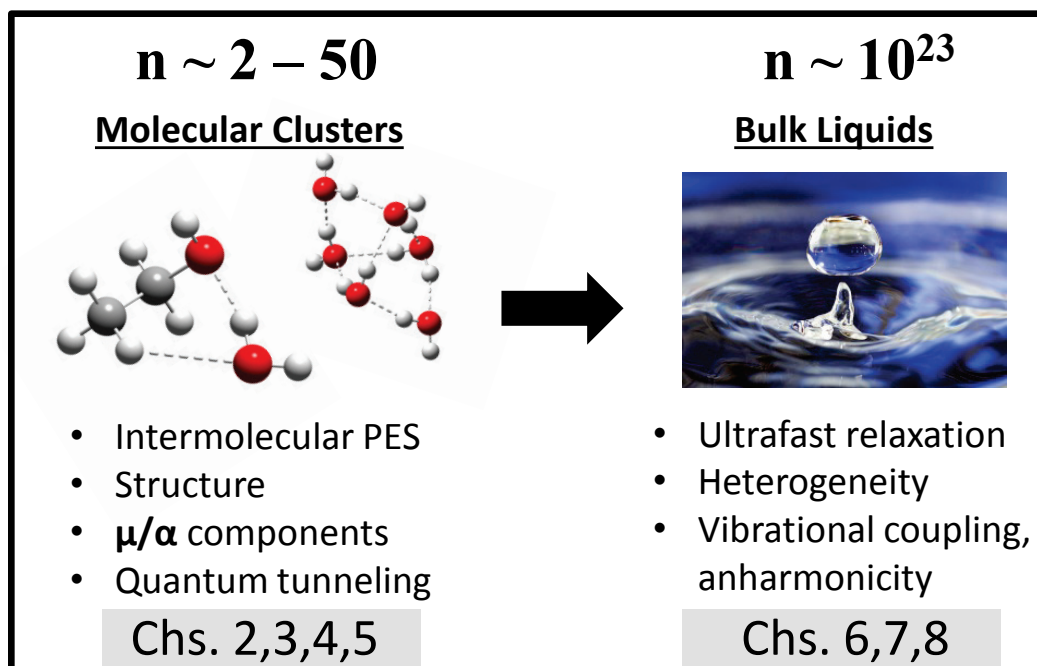 n ~ 2 – 50
Molecular Clusters
• Intermolecular PES
• Structure
• μ/α components
• Quantum tunneling
Chs. 2,3,4,5
n ~ 10²³
Bulk Liquids
• Ultrafast relaxation
• Heterogeneity
• Vibrational coupling,
anharmonicity
Chs. 6,7,8